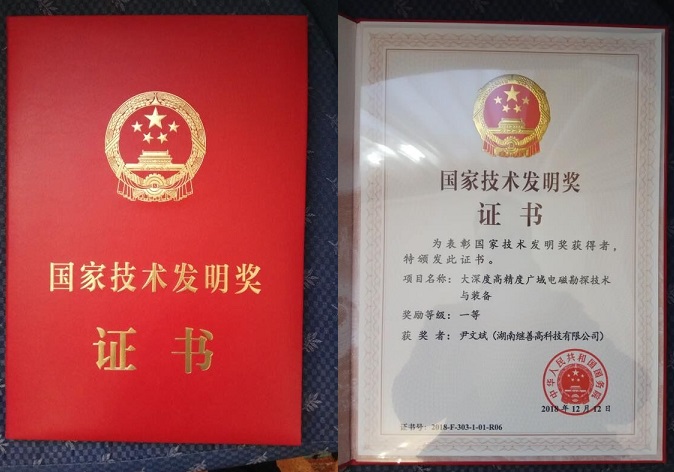 国家技术发明奖
证书
国家技术发明奖
证书
为表彰国家技术发明奖获得者，
特颁发此证书。
项目名称：大深度高精度广域电磁勘探技术
与装备
奖励等级：一等
获奖者：尹文斌（湖南继善高科技有限公司）
中华人民共和国国务院
2018年12月12日
证书号：2018-F-303-1-01-R06